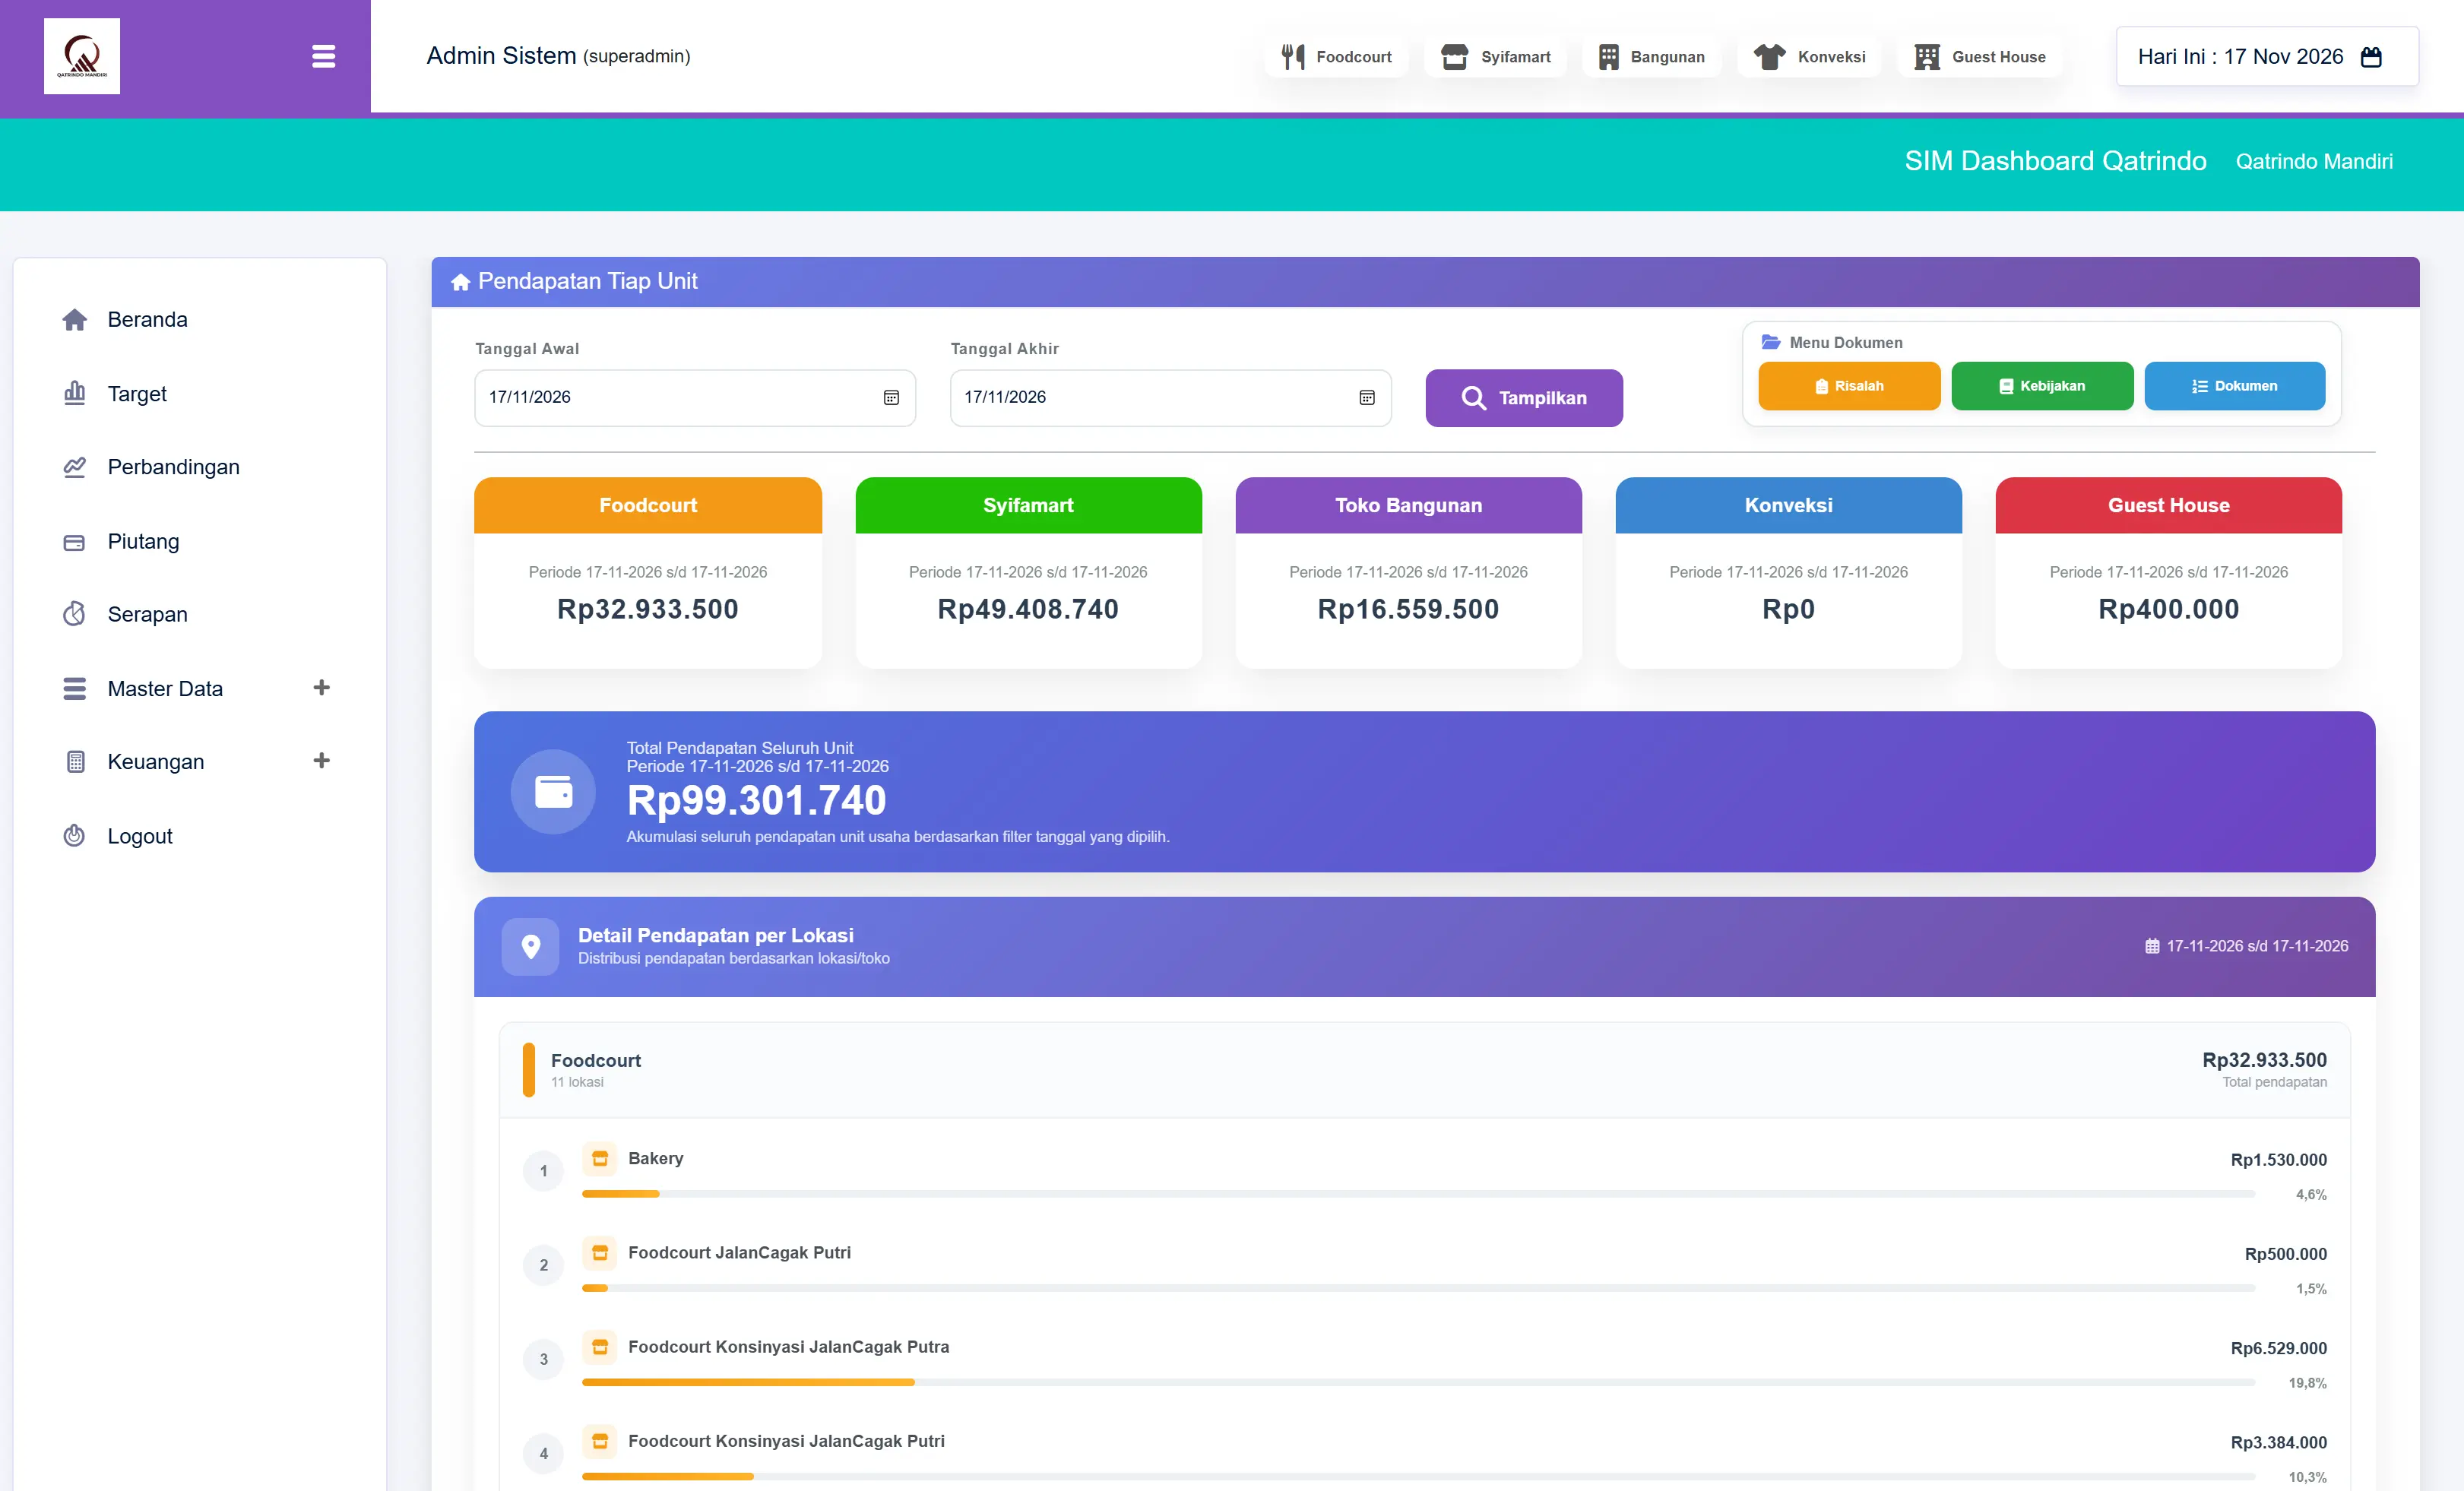 QATRINDO MANDIRI
Admin Sistem (superadmin)
Foodcourt
Syifamart
Bangunan
Konveksi
Guest House
Hari Ini : 17 Nov 2026
SIM Dashboard Qatrindo
Qatrindo Mandiri
Beranda
Target
Perbandingan
Piutang
Serapan
Master Data
Keuangan
Logout
Pendapatan Tiap Unit
Tanggal Awal
17/11/2026
Tanggal Akhir
17/11/2026
Tampilkan
Menu Dokumen
Risalah
Kebijakan
Dokumen
Foodcourt
Periode 17-11-2026 s/d 17-11-2026
Rp32.933.500
Syifamart
Periode 17-11-2026 s/d 17-11-2026
Rp49.408.740
Toko Bangunan
Periode 17-11-2026 s/d 17-11-2026
Rp16.559.500
Konveksi
Periode 17-11-2026 s/d 17-11-2026
Rp0
Guest House
Periode 17-11-2026 s/d 17-11-2026
Rp400.000
Total Pendapatan Seluruh Unit
Periode 17-11-2026 s/d 17-11-2026
Rp99.301.740
Akumulasi seluruh pendapatan unit usaha berdasarkan filter tanggal yang dipilih.
Detail Pendapatan per Lokasi
Distribusi pendapatan berdasarkan lokasi/toko
17-11-2026 s/d 17-11-2026
Foodcourt
11 lokasi
Rp32.933.500
Total pendapatan
1
Bakery
Rp1.530.000
4,6%
2
Foodcourt JalanCagak Putri
Rp500.000
1,5%
3
Foodcourt Konsinyasi JalanCagak Putra
Rp6.529.000
19,8%
4
Foodcourt Konsinyasi JalanCagak Putri
Rp3.384.000
10,3%